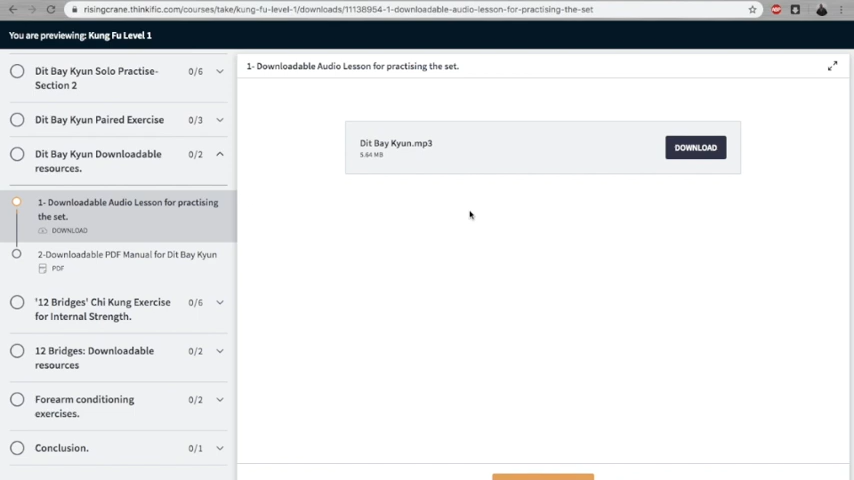 risingcrane.thinkific.com/courses/take/kung-fu-level-1/downloads/11138954-1-downloadable-audio-lesson-for-practising-the-set
You are previewing: Kung Fu Level 1
Dit Bay Kyun Solo Practise-
Section 2
0/6
Dit Bay Kyun Paired Exercise
0/3
Dit Bay Kyun Downloadable
resources.
0/2
1- Downloadable Audio Lesson for practising
the set.
DOWNLOAD
2-Downloadable PDF Manual for Dit Bay Kyun
PDF
'12 Bridges' Chi Kung Exercise
for Internal Strength.
0/6
12 Bridges: Downloadable
resources
0/2
Forearm conditioning
exercises.
0/2
Conclusion.
0/1
1- Downloadable Audio Lesson for practising the set.
Dit Bay Kyun.mp3
5.64 MB
DOWNLOAD